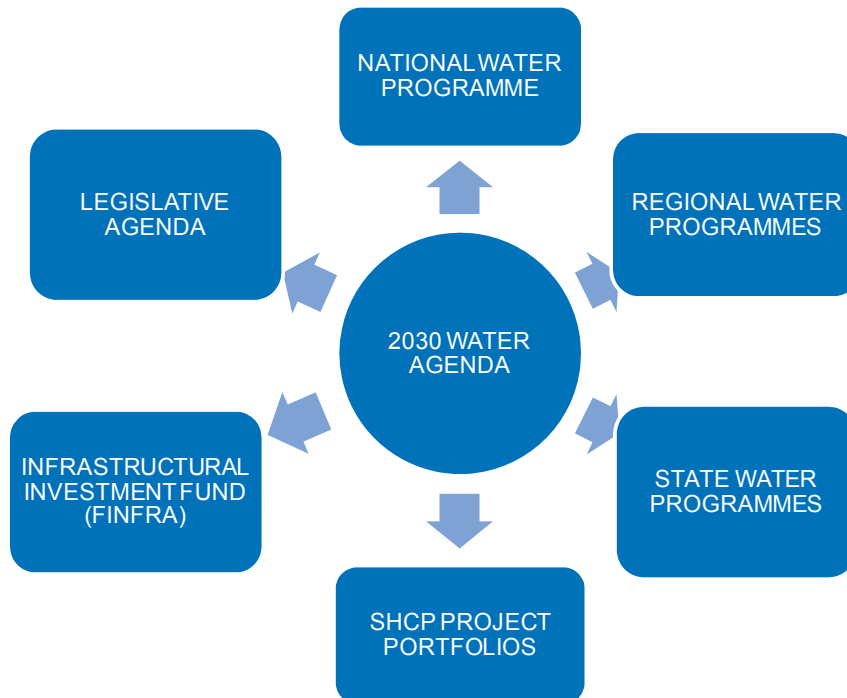 NATIONAL WATER
PROGRAMME
LEGISLATIVE
AGENDA
REGIONAL WATER
PROGRAMMES
2030 WATER
AGENDA
INFRASTRUCTURAL
INVESTMENT FUND
(FINFRA)
STATE WATER
PROGRAMMES
SHCP PROJECT
PORTFOLIOS